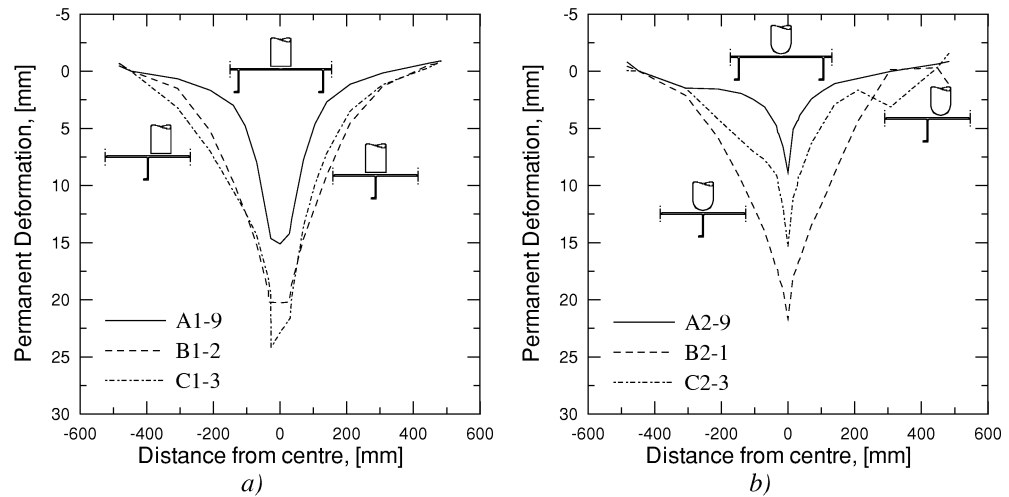 -5
0
5
10
15
20
25
30
Permanent Deformation, [mm]
A1-9
B1-2
C1-3
-600 -400 -200 0 200 400 600
Distance from centre, [mm]
a)
-5
0
5
10
15
20
25
30
Permanent Deformation, [mm]
A2-9
B2-1
C2-3
-600 -400 -200 0 200 400 600
Distance from centre, [mm]
b)